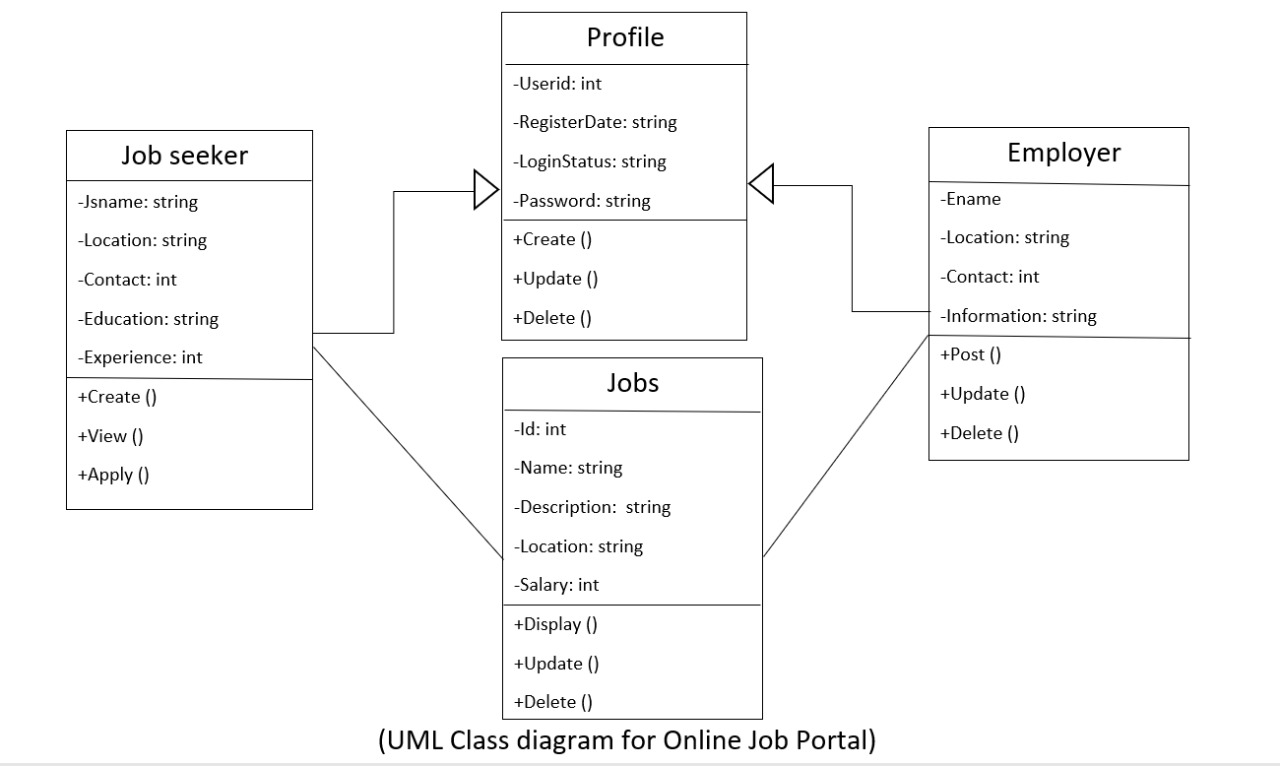 Profile
-Userid: int
-RegisterDate: string
-LoginStatus: string
-Password: string
+Create ()
+Update ()
+Delete ()
Job seeker
-Jsname: string
-Location: string
-Contact: int
-Education: string
-Experience: int
+Create ()
+View ()
+Apply ()
Employer
-Ename
-Location: string
-Contact: int
-Information: string
+Post ()
+Update ()
+Delete ()
Jobs
-Id: int
-Name: string
-Description:  string
-Location: string
-Salary: int
+Display ()
+Update ()
+Delete ()
(UML Class diagram for Online Job Portal)